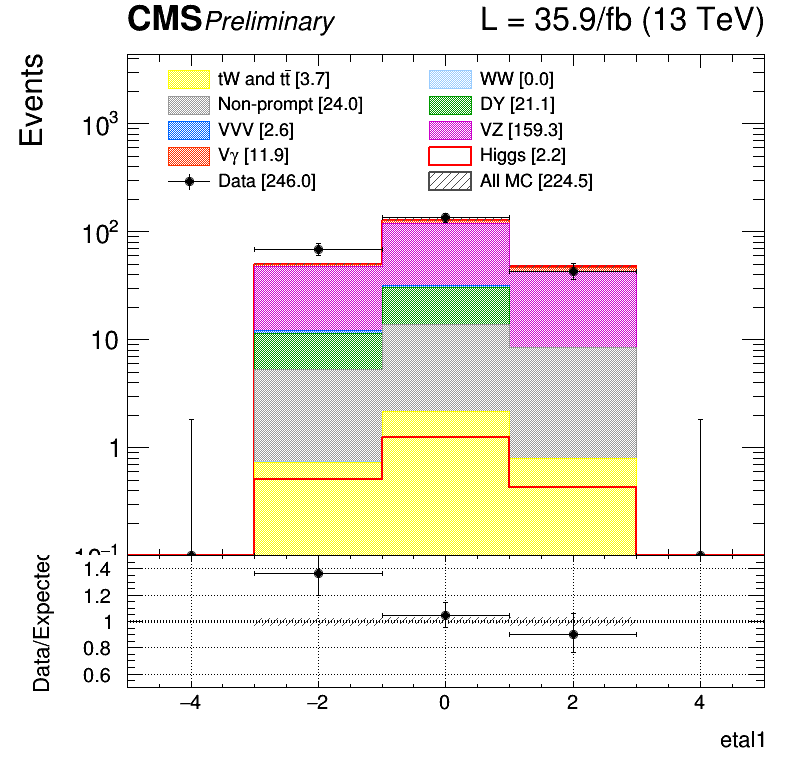 CMS Preliminary L = 35.9/fb (13 TeV)
Events
tW and tt̄ [3.7] WW [0.0]
Non-prompt [24.0] DY [21.1]
VVV [2.6] VZ [159.3]
Vγ [11.9] Higgs [2.2]
Data [246.0] All MC [224.5]
10³
10²
10
1
10⁻¹
Data/Expected
1.4
1.2
1
0.8
0.6
−4 −2 0 2 4
etal1